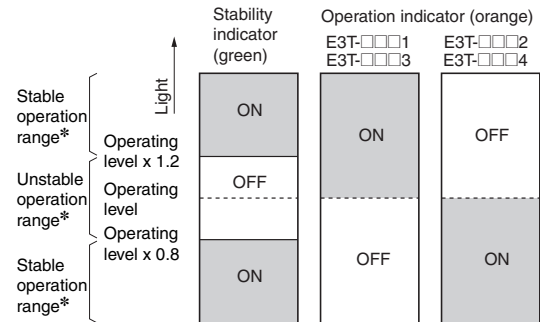 Stability
indicator
(green)
Operation indicator (orange)
E3T-□□□1
E3T-□□□3
E3T-□□□2
E3T-□□□4
Light
Stable
operation
range*
Operating
level x 1.2
Unstable
operation
range*
Operating
level
Operating
level x 0.8
Stable
operation
range*
ON
OFF
ON
ON
OFF
OFF
ON